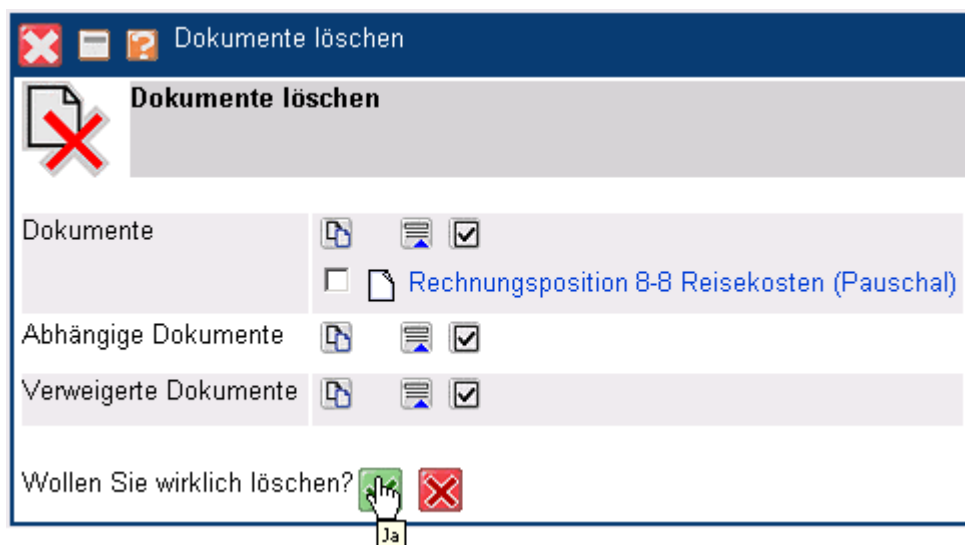 Dokumente löschen
Dokumente löschen
Dokumente
Rechnungsposition 8-8 Reisekosten (Pauschal)
Abhängige Dokumente
Verweigerte Dokumente
Wollen Sie wirklich löschen?
Ja